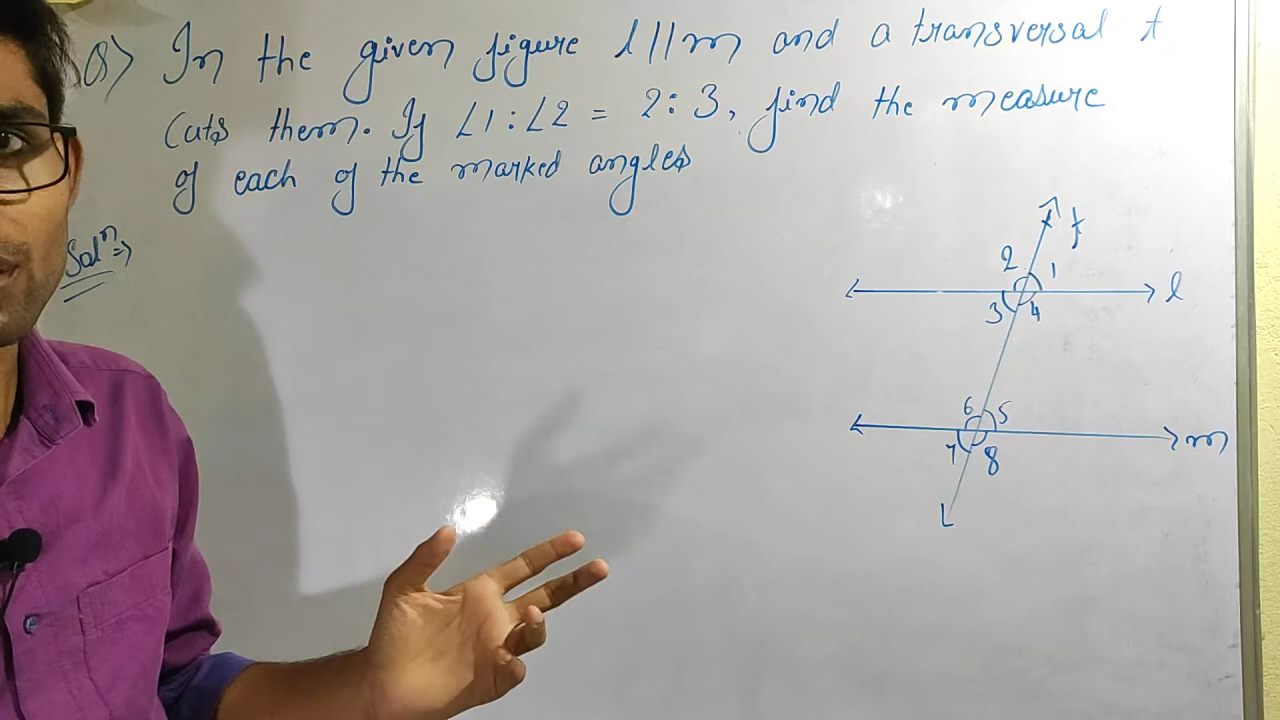 Q> In the given figure l//m and a transversal t
Cuts them. If ∠1:∠2 = 2:3, find the measure
of each of the marked angles
Solⁿ=>
t
2 1
l
3 4
6 5
m
7 8